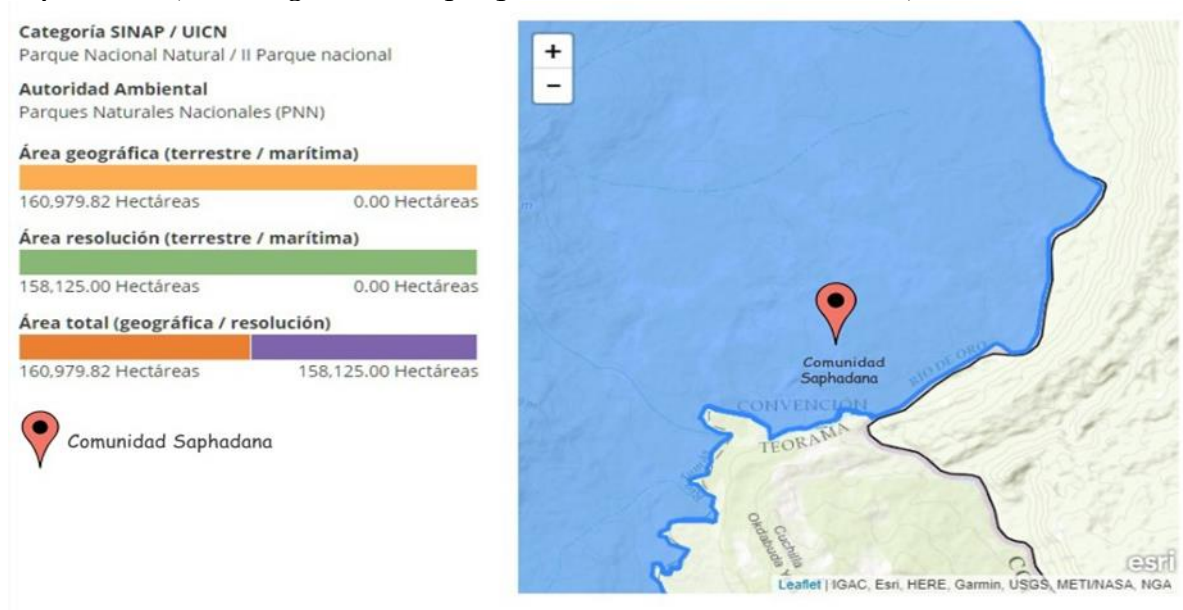 Categoría SINAP / UICN
Parque Nacional Natural / II Parque nacional
Autoridad Ambiental
Parques Naturales Nacionales (PNN)
Área geográfica (terrestre / marítima)
160,979.82 Hectáreas 0.00 Hectáreas
Área resolución (terrestre / marítima)
158,125.00 Hectáreas 0.00 Hectáreas
Área total (geográfica / resolución)
160,979.82 Hectáreas 158,125.00 Hectáreas
Comunidad Saphadana
+
−
Comunidad
Saphadana
RÍO DE ORO
CONVENCIÓN
TEORAMA
Cuchilla
Okdabuda Y
esri
Leaflet | IGAC, Esri, HERE, Garmin, USGS, METI/NASA, NGA